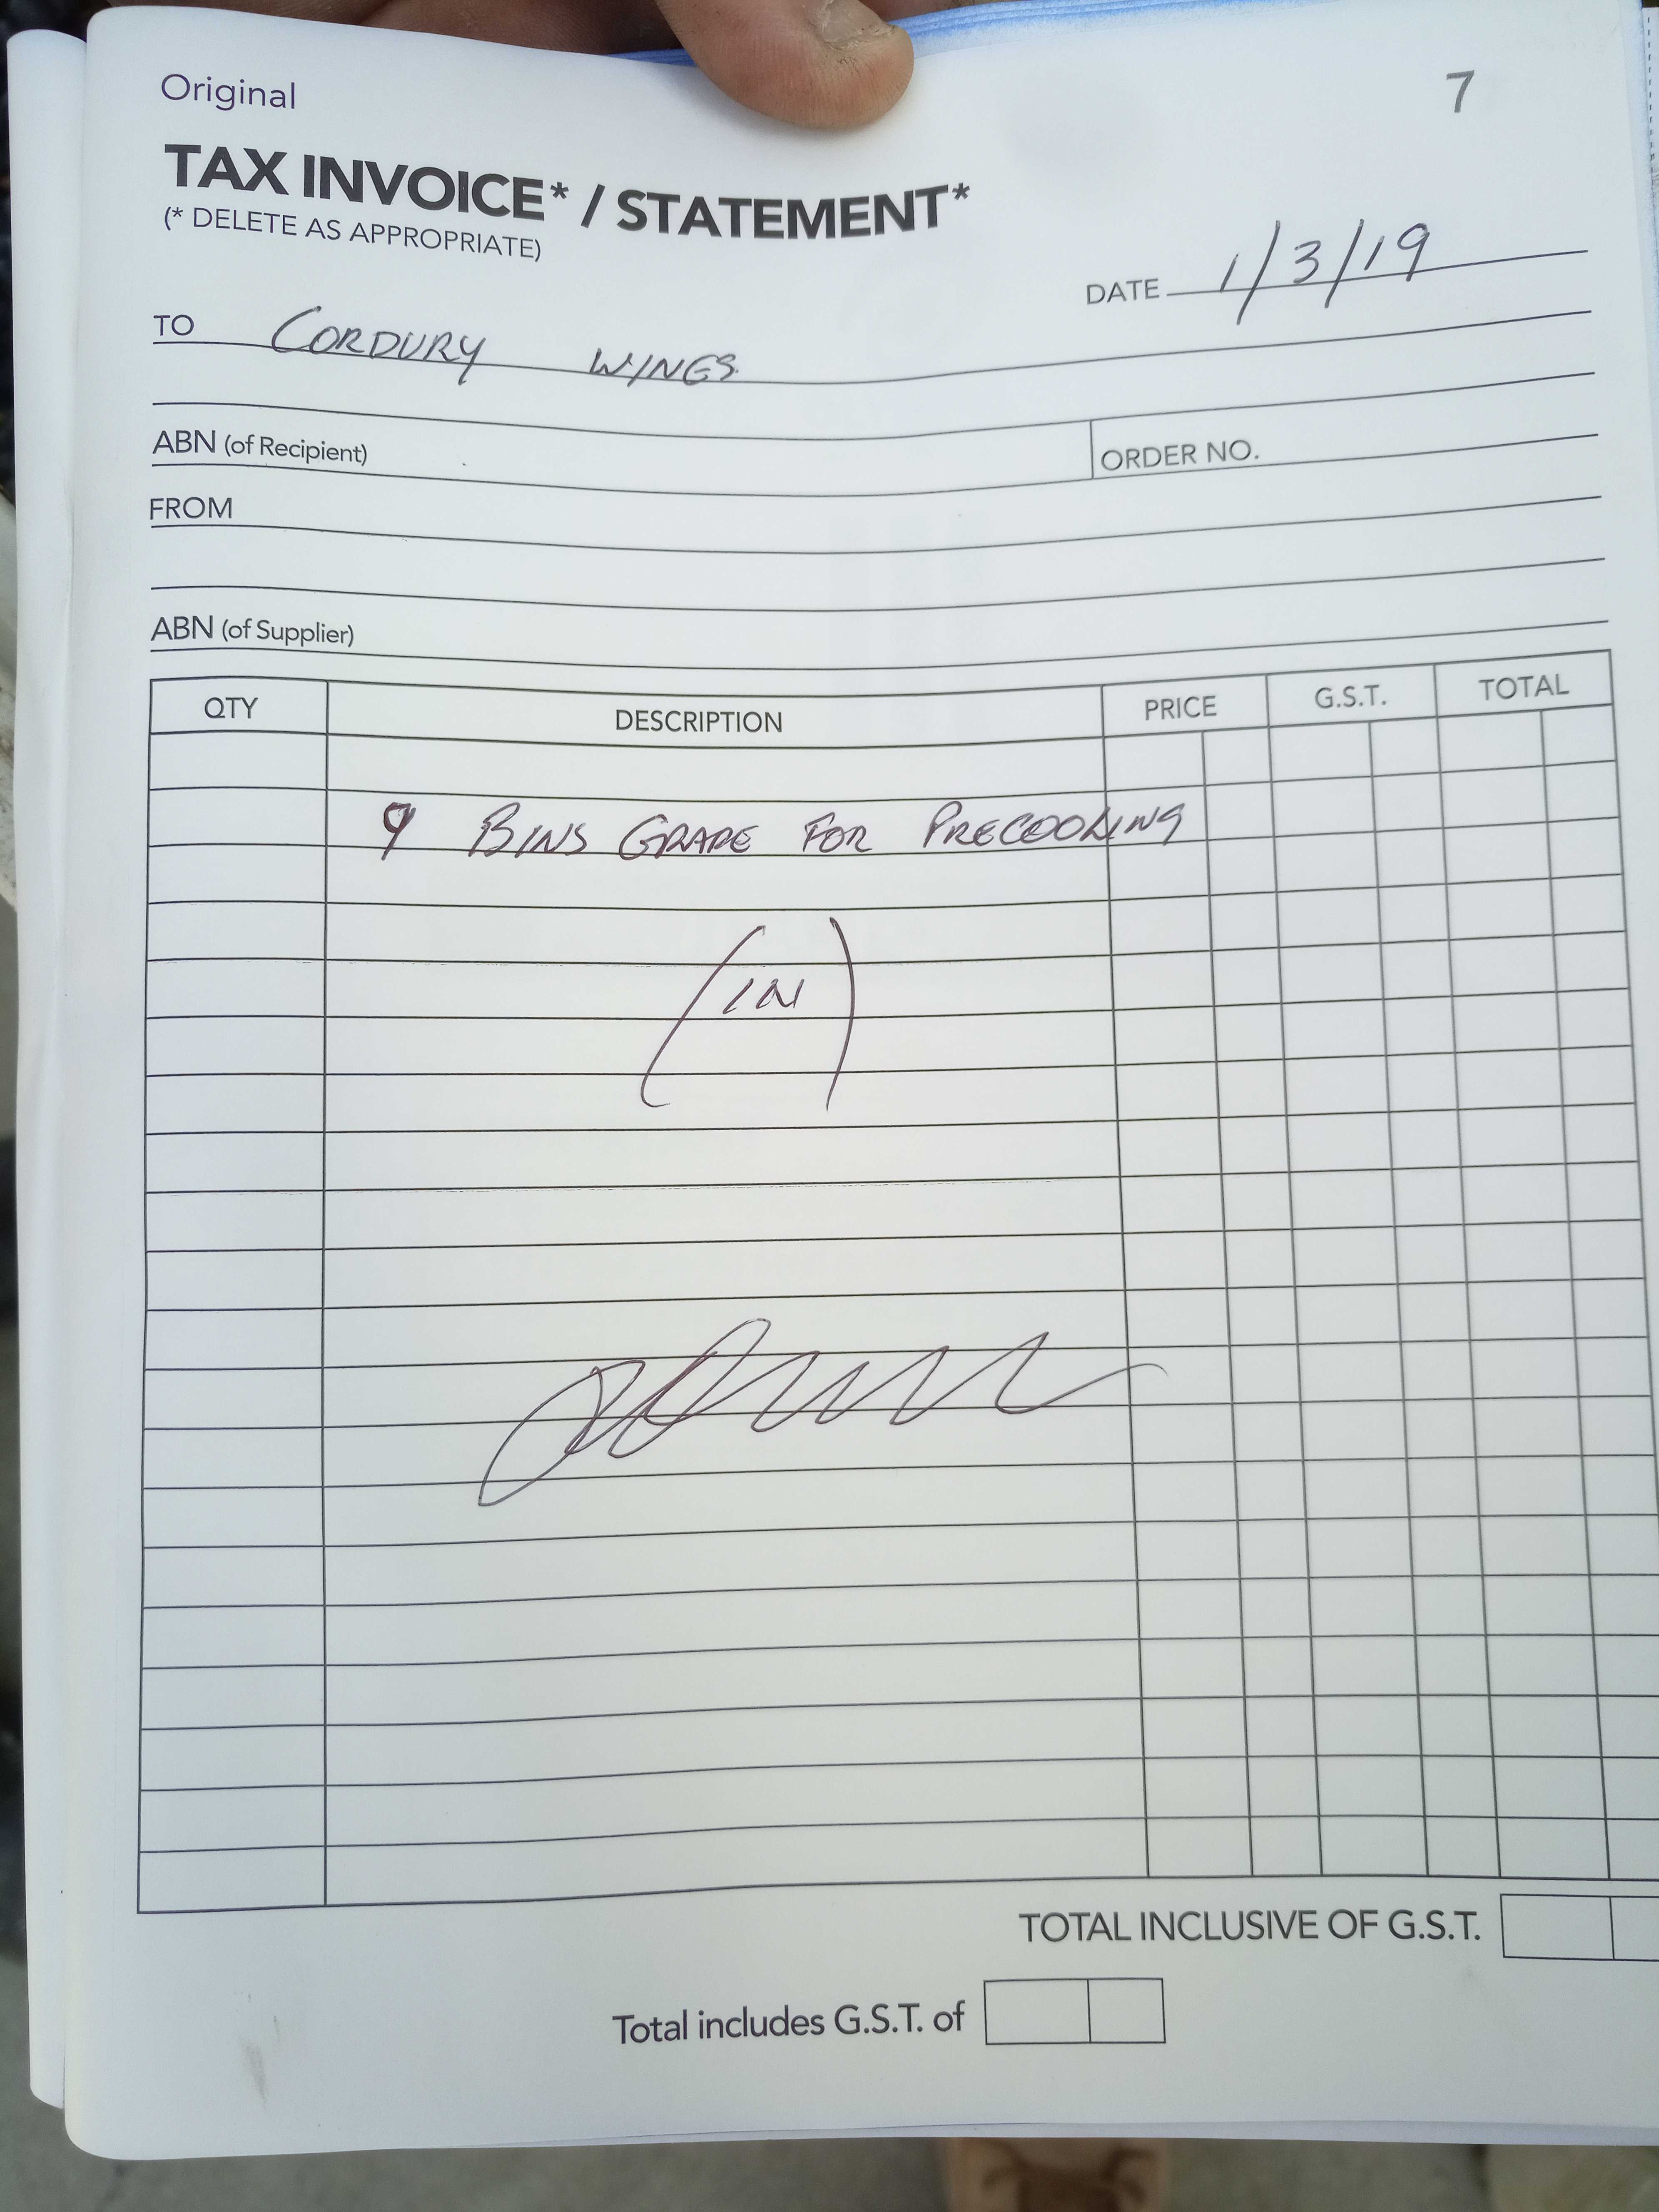 Original
7
TAX INVOICE* / STATEMENT*
(* DELETE AS APPROPRIATE)
DATE 1/3/19
TO CORDURY WINGS
ABN (of Recipient) ORDER NO.
FROM
ABN (of Supplier)
QTY DESCRIPTION PRICE G.S.T. TOTAL
9 BINS GRAPE FOR PRECOOLING
(IN)
TOTAL INCLUSIVE OF G.S.T.
Total includes G.S.T. of